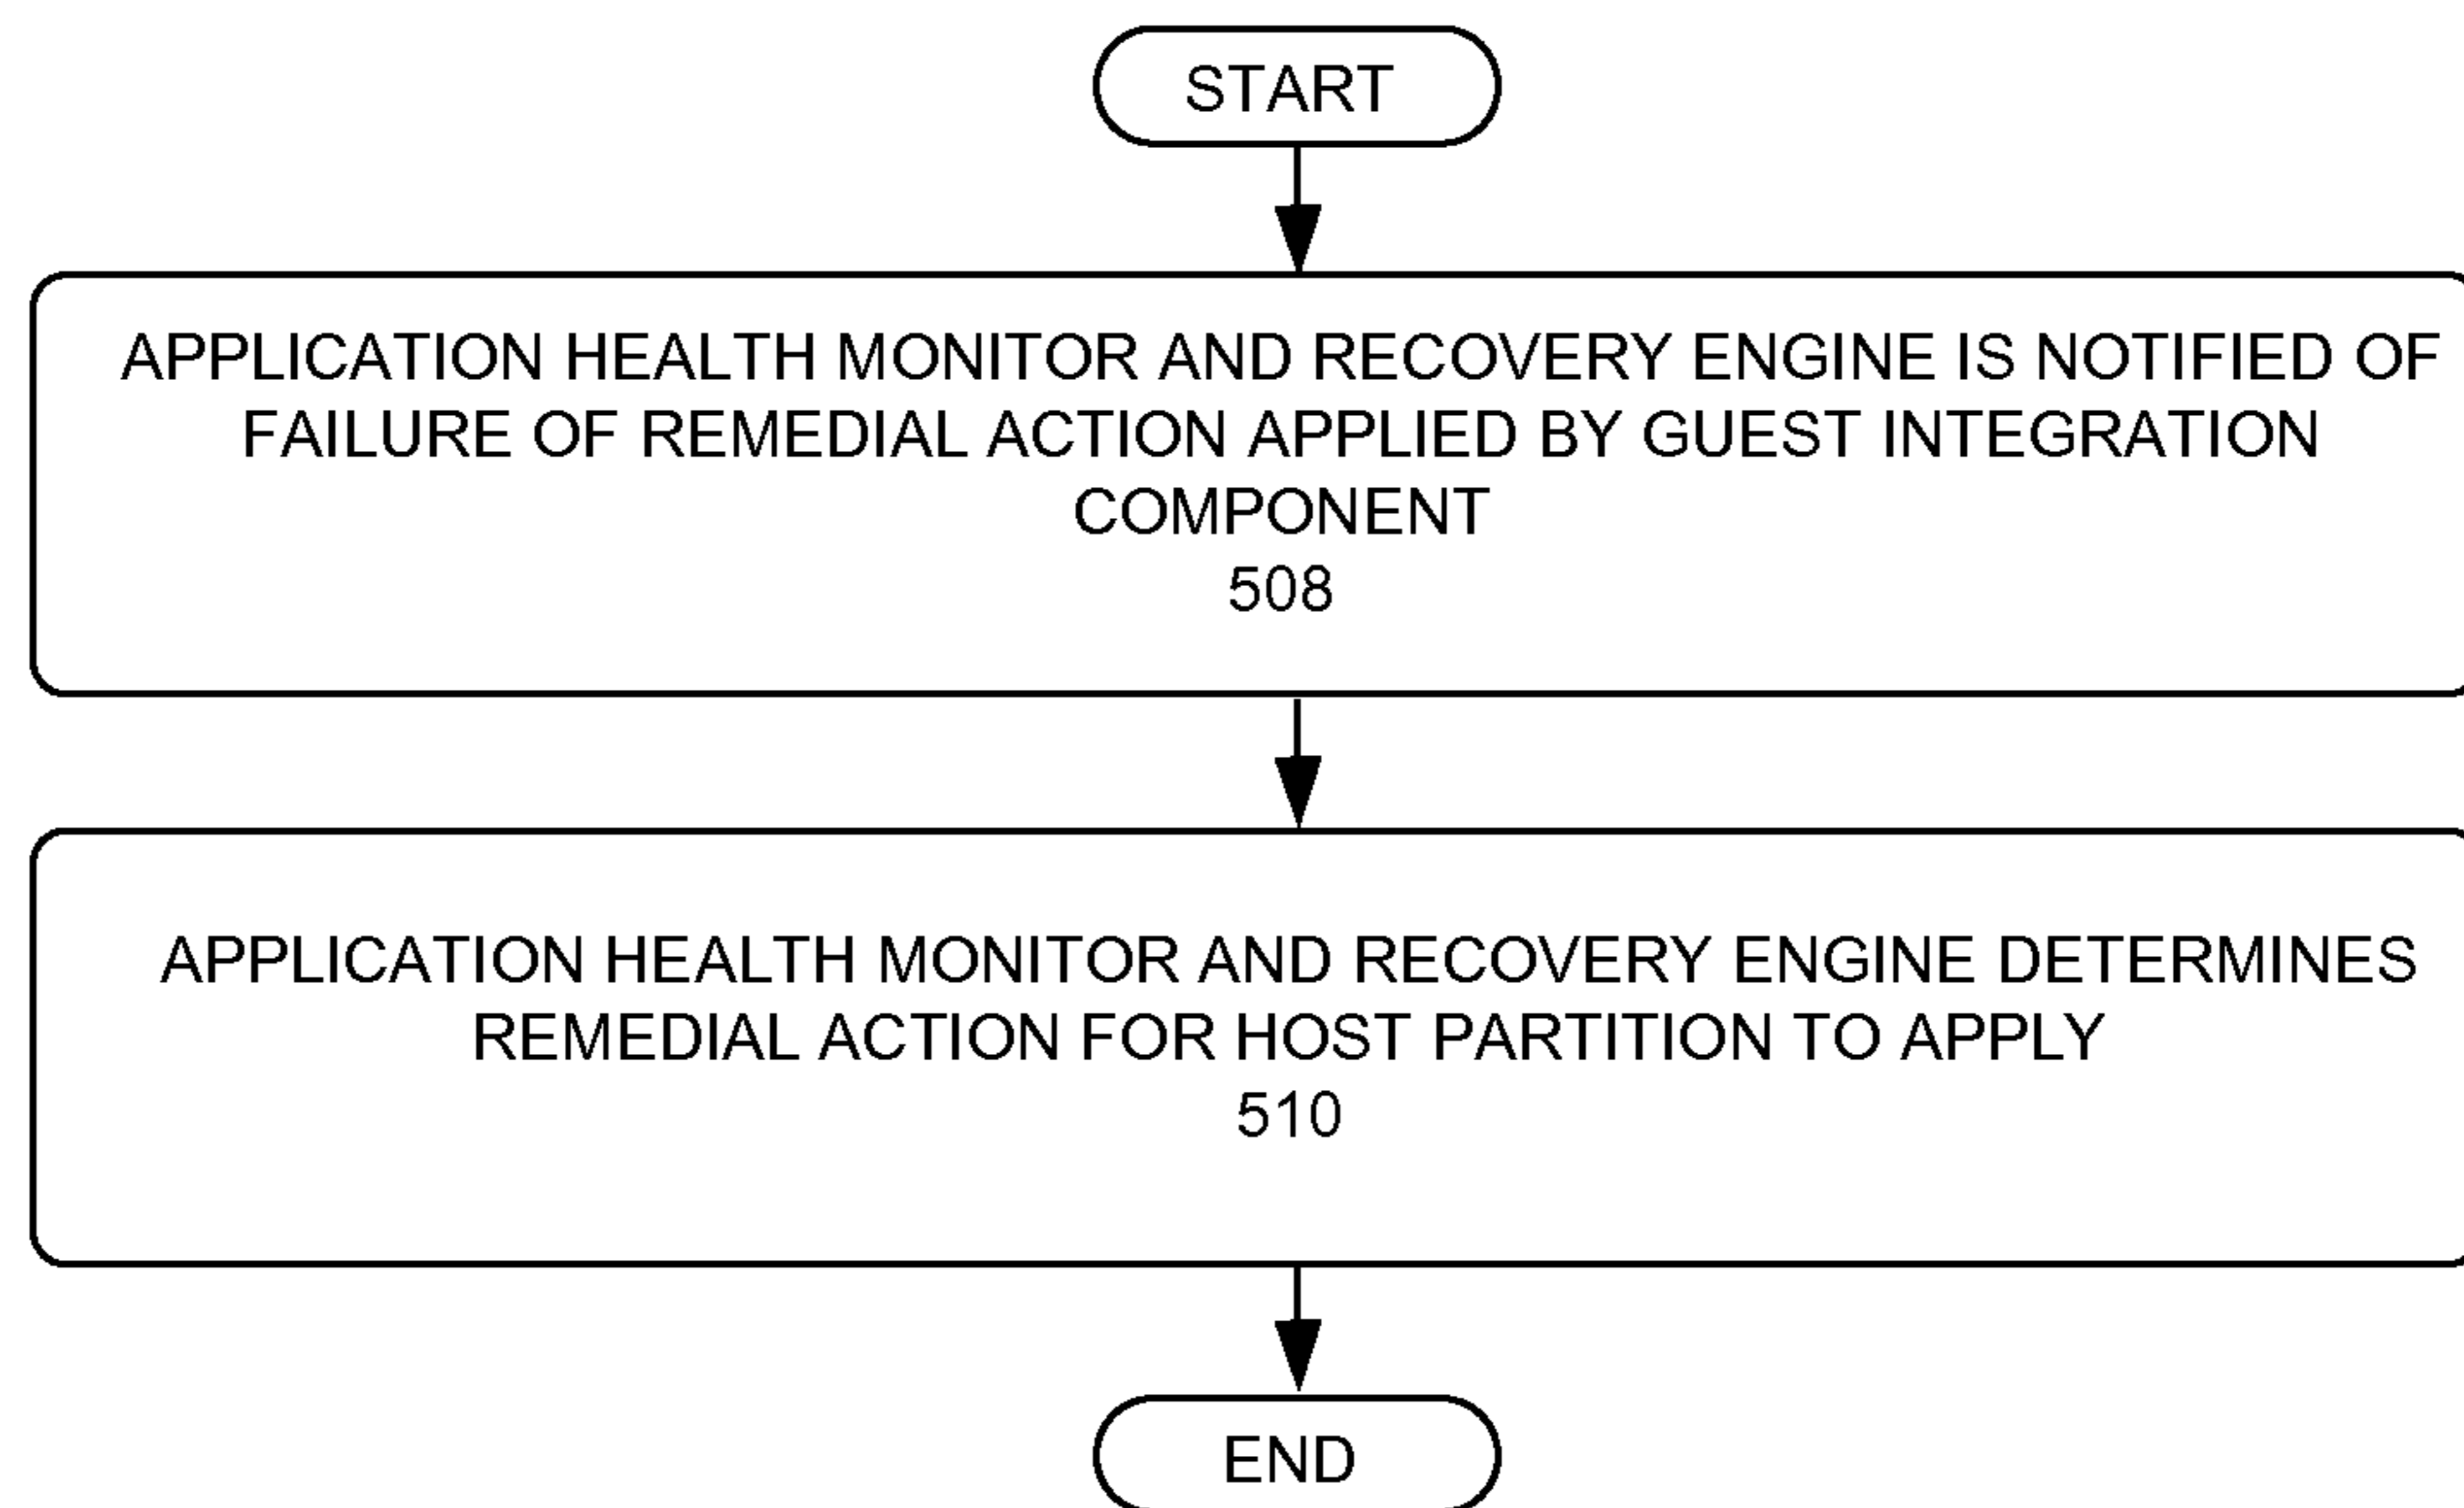 START
APPLICATION HEALTH MONITOR AND RECOVERY ENGINE IS NOTIFIED OF
FAILURE OF REMEDIAL ACTION APPLIED BY GUEST INTEGRATION
COMPONENT
508
APPLICATION HEALTH MONITOR AND RECOVERY ENGINE DETERMINES
REMEDIAL ACTION FOR HOST PARTITION TO APPLY
510
END